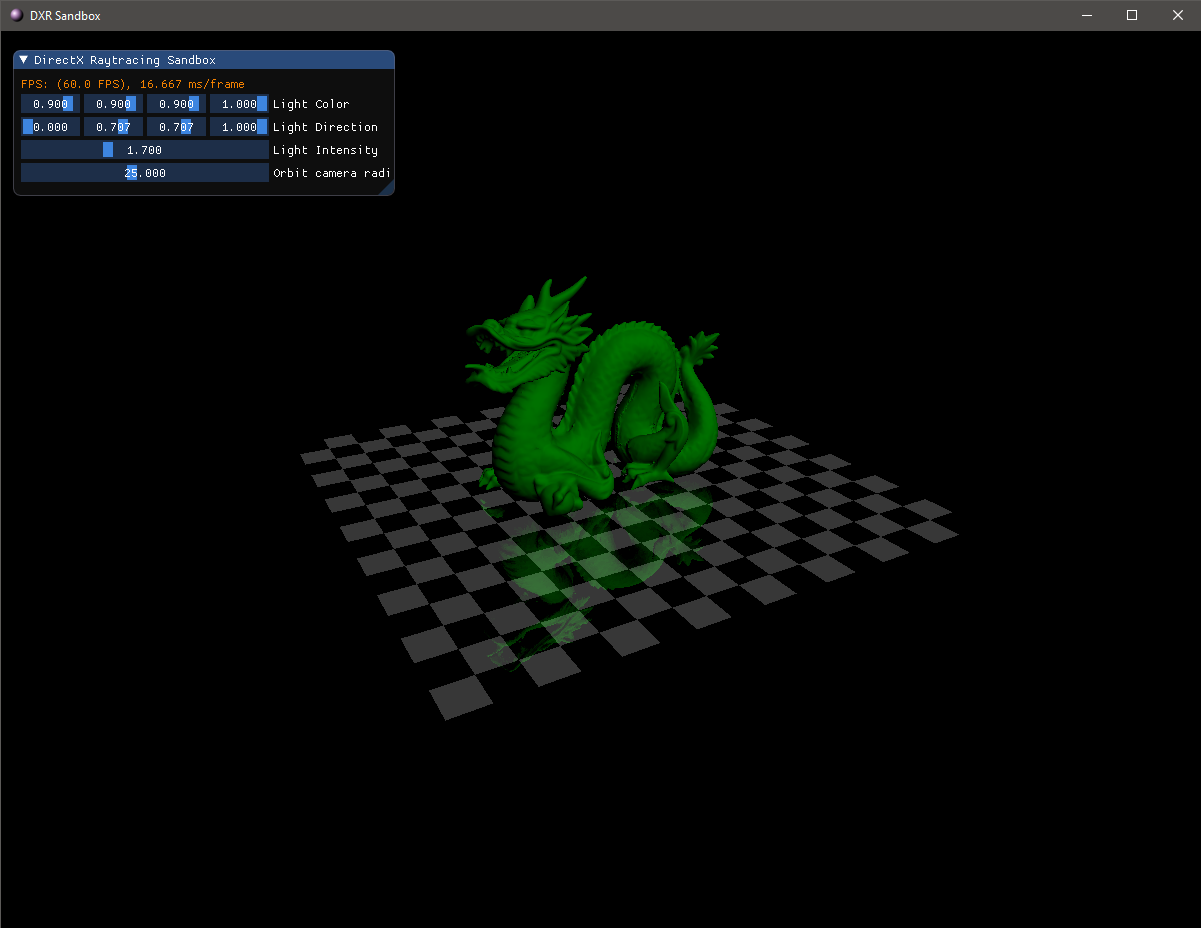 DXR Sandbox
DirectX Raytracing Sandbox
FPS: (60.0 FPS), 16.667 ms/frame
0.900 0.900 0.900 1.000 Light Color
0.000 0.707 0.707 1.000 Light Direction
1.700 Light Intensity
25.000 Orbit camera radi